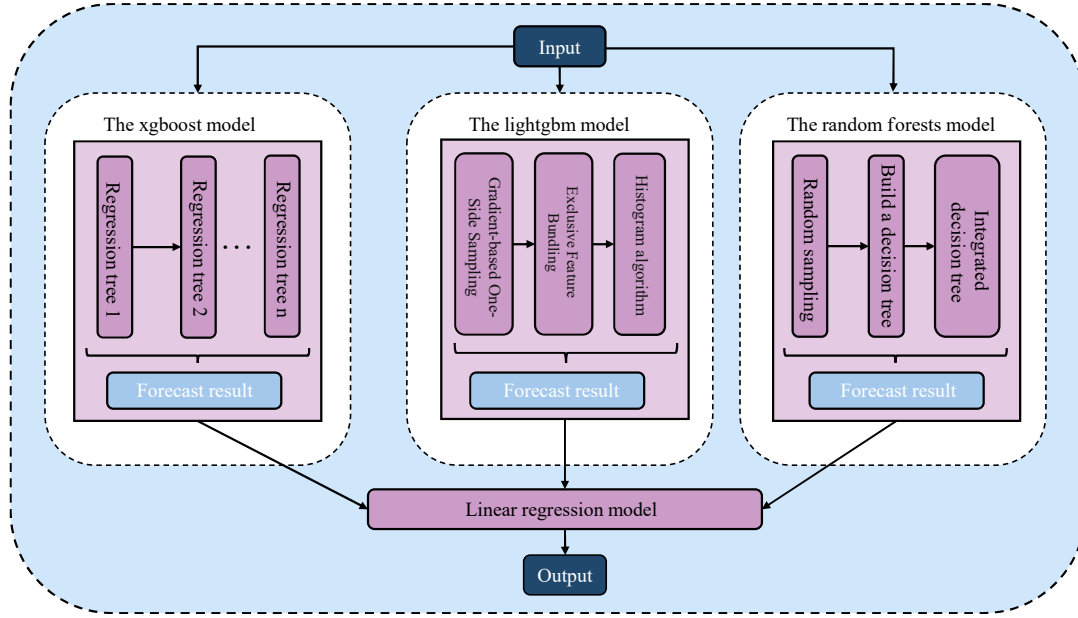 Input
The xgboost model
Regression tree 1
Regression tree 2
...
Regression tree n
Forecast result
The lightgbm model
Gradient-based One-
Side Sampling
Exclusive Feature
Bundling
Histogram algorithm
Forecast result
The random forests model
Random sampling
Build a decision tree
Integrated
decision tree
Forecast result
Linear regression model
Output